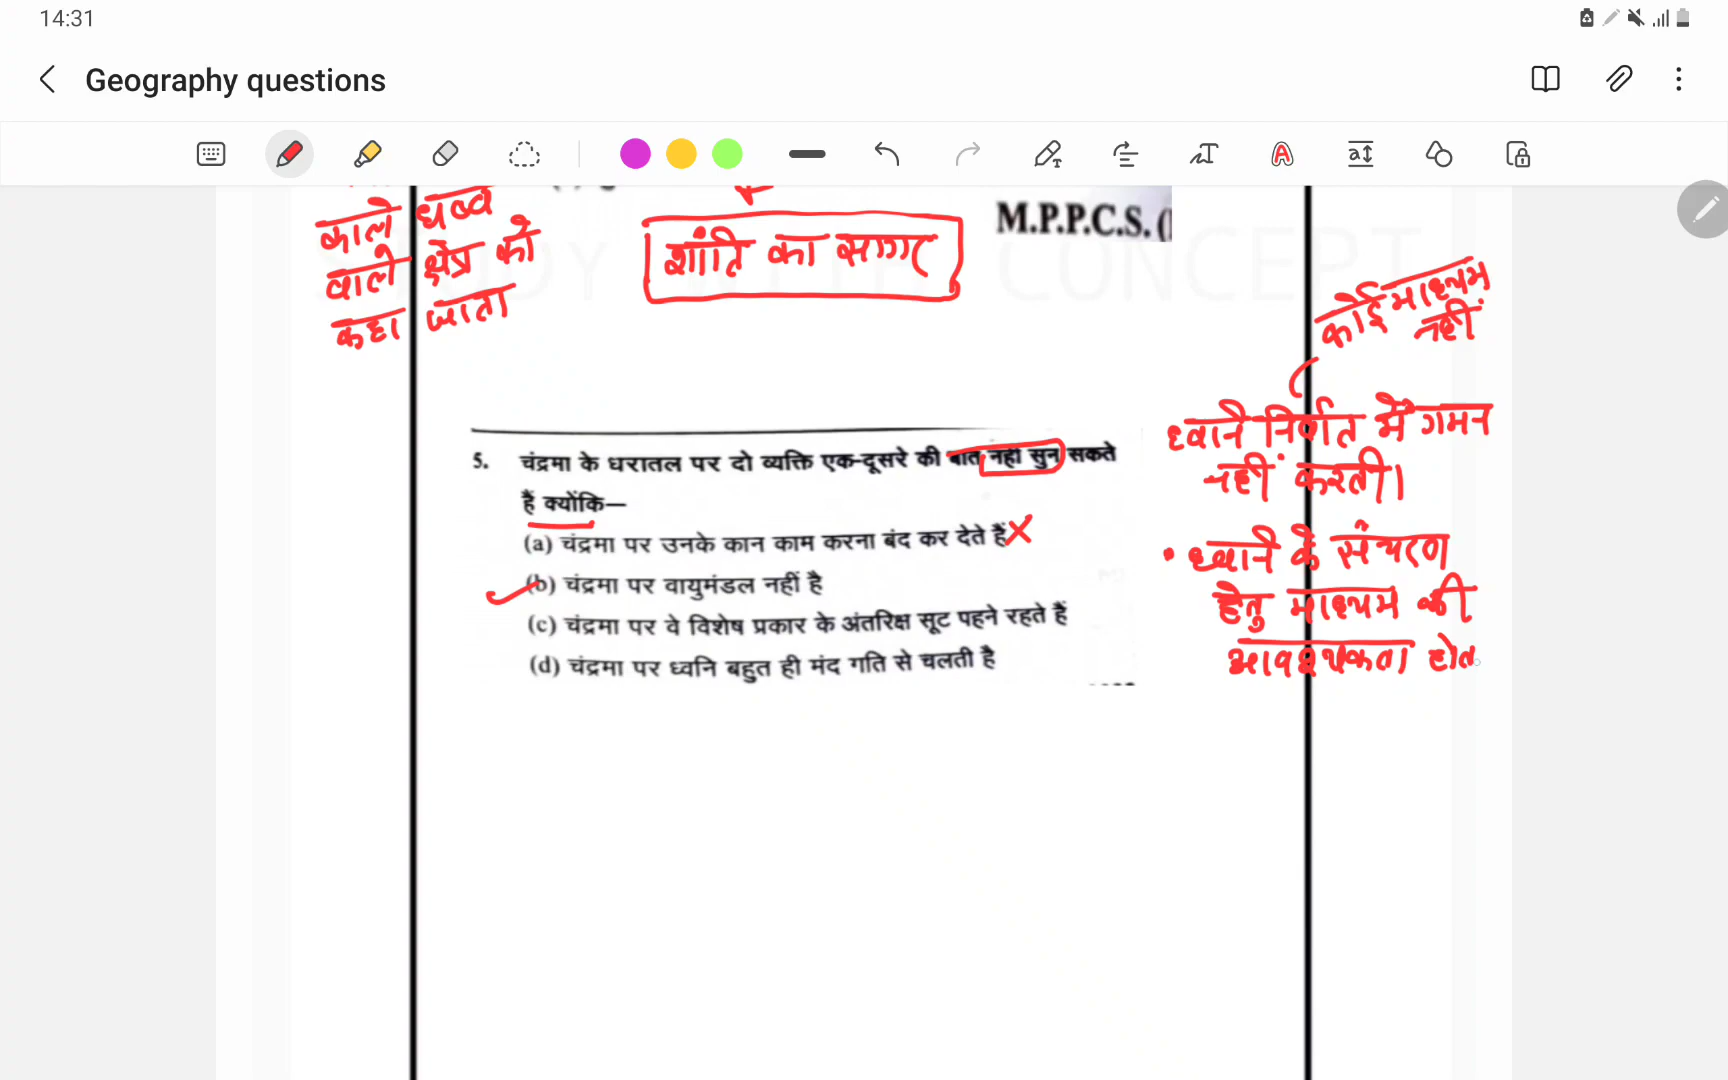 14:31
Geography questions
काले धब्बे
वाले क्षेत्र को
कहा जाता
शांति का सागर
M.P.P.C.S. (
STUDY CONCEPT
कोई माध्यम
नहीं
ध्वनि निर्वात में गमन
नहीं करती।
• ध्वनि के संचरण
हेतु माध्यम की
आवश्यकता होत
5. चंद्रमा के धरातल पर दो व्यक्ति एक-दूसरे की बात नहीं सुन सकते
हैं क्योंकि—
(a) चंद्रमा पर उनके कान काम करना बंद कर देते हैं
(b) चंद्रमा पर वायुमंडल नहीं है
(c) चंद्रमा पर वे विशेष प्रकार के अंतरिक्ष सूट पहने रहते हैं
(d) चंद्रमा पर ध्वनि बहुत ही मंद गति से चलती है